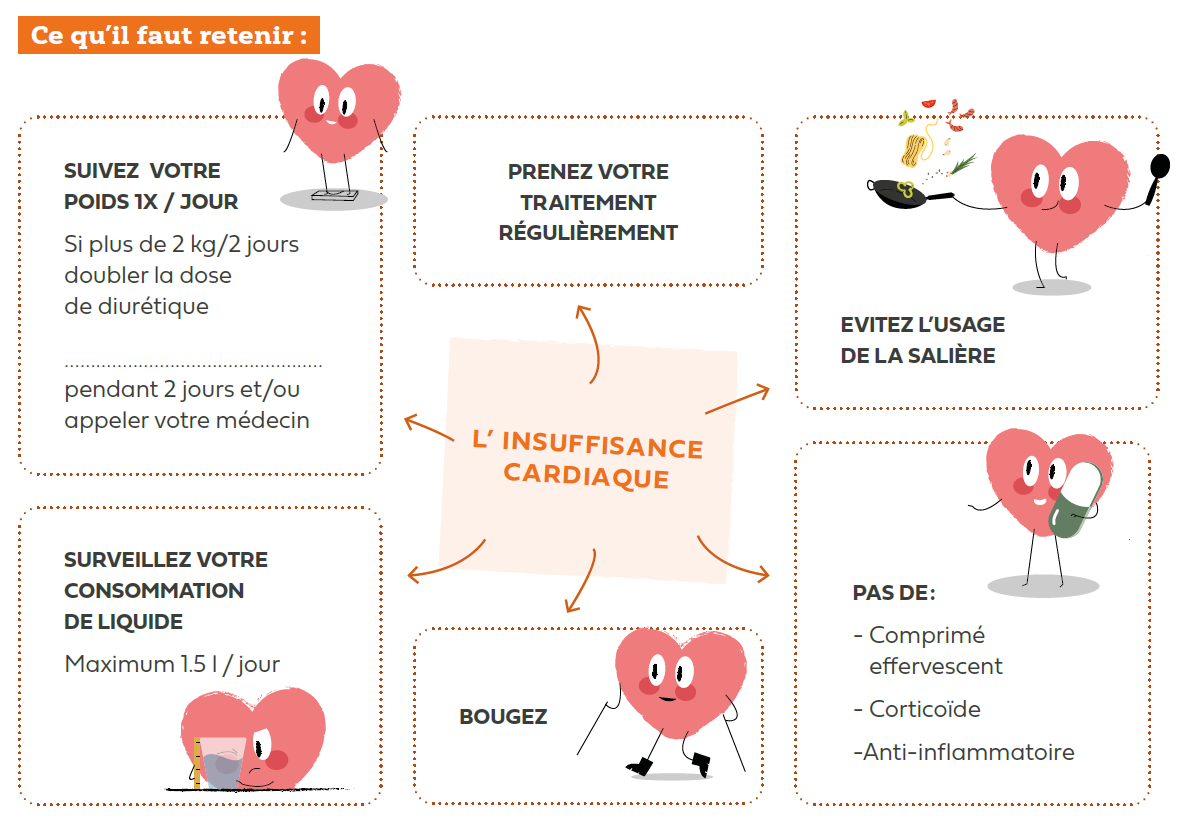 Ce qu'il faut retenir :
SUIVEZ VOTRE
POIDS 1X / JOUR
Si plus de 2 kg/2 jours
doubler la dose
de diurétique
.................................................
pendant 2 jours et/ou
appeler votre médecin
PRENEZ VOTRE
TRAITEMENT
RÉGULIÈREMENT
EVITEZ L'USAGE
DE LA SALIÈRE
L' INSUFFISANCE
CARDIAQUE
SURVEILLEZ VOTRE
CONSOMMATION
DE LIQUIDE
Maximum 1.5 l / jour
BOUGEZ
PAS DE :
- Comprimé
effervescent
- Corticoïde
-Anti-inflammatoire